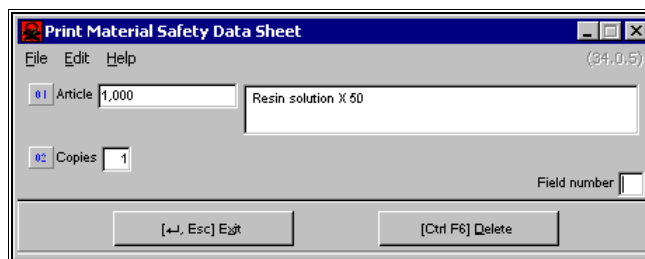 Print Material Safety Data Sheet
File Edit Help (34.0.5)
01 Article 1,000 Resin solution X 50
02 Copies 1
Field number
[↵, Esc] Exit [Ctrl F6] Delete